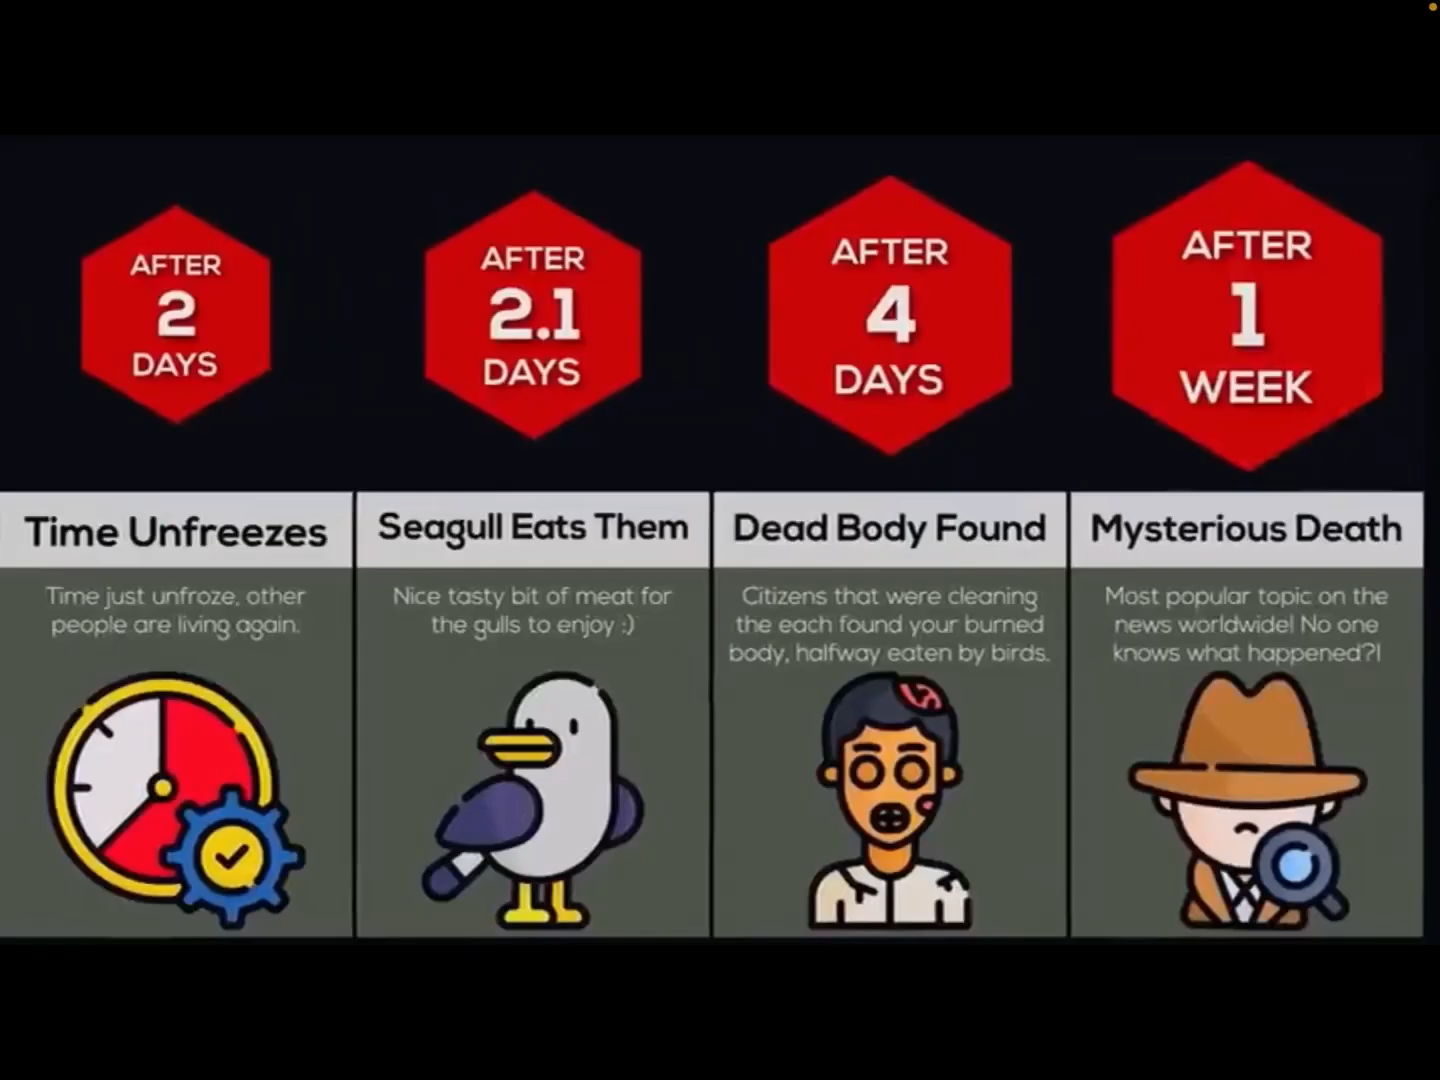 AFTER
2
DAYS
AFTER
2.1
DAYS
AFTER
4
DAYS
AFTER
1
WEEK
Time Unfreezes
Time just unfroze, other
people are living again.
Seagull Eats Them
Nice tasty bit of meat for
the gulls to enjoy :)
Dead Body Found
Citizens that were cleaning
the each found your burned
body, halfway eaten by birds.
Mysterious Death
Most popular topic on the
news worldwide! No one
knows what happened?!